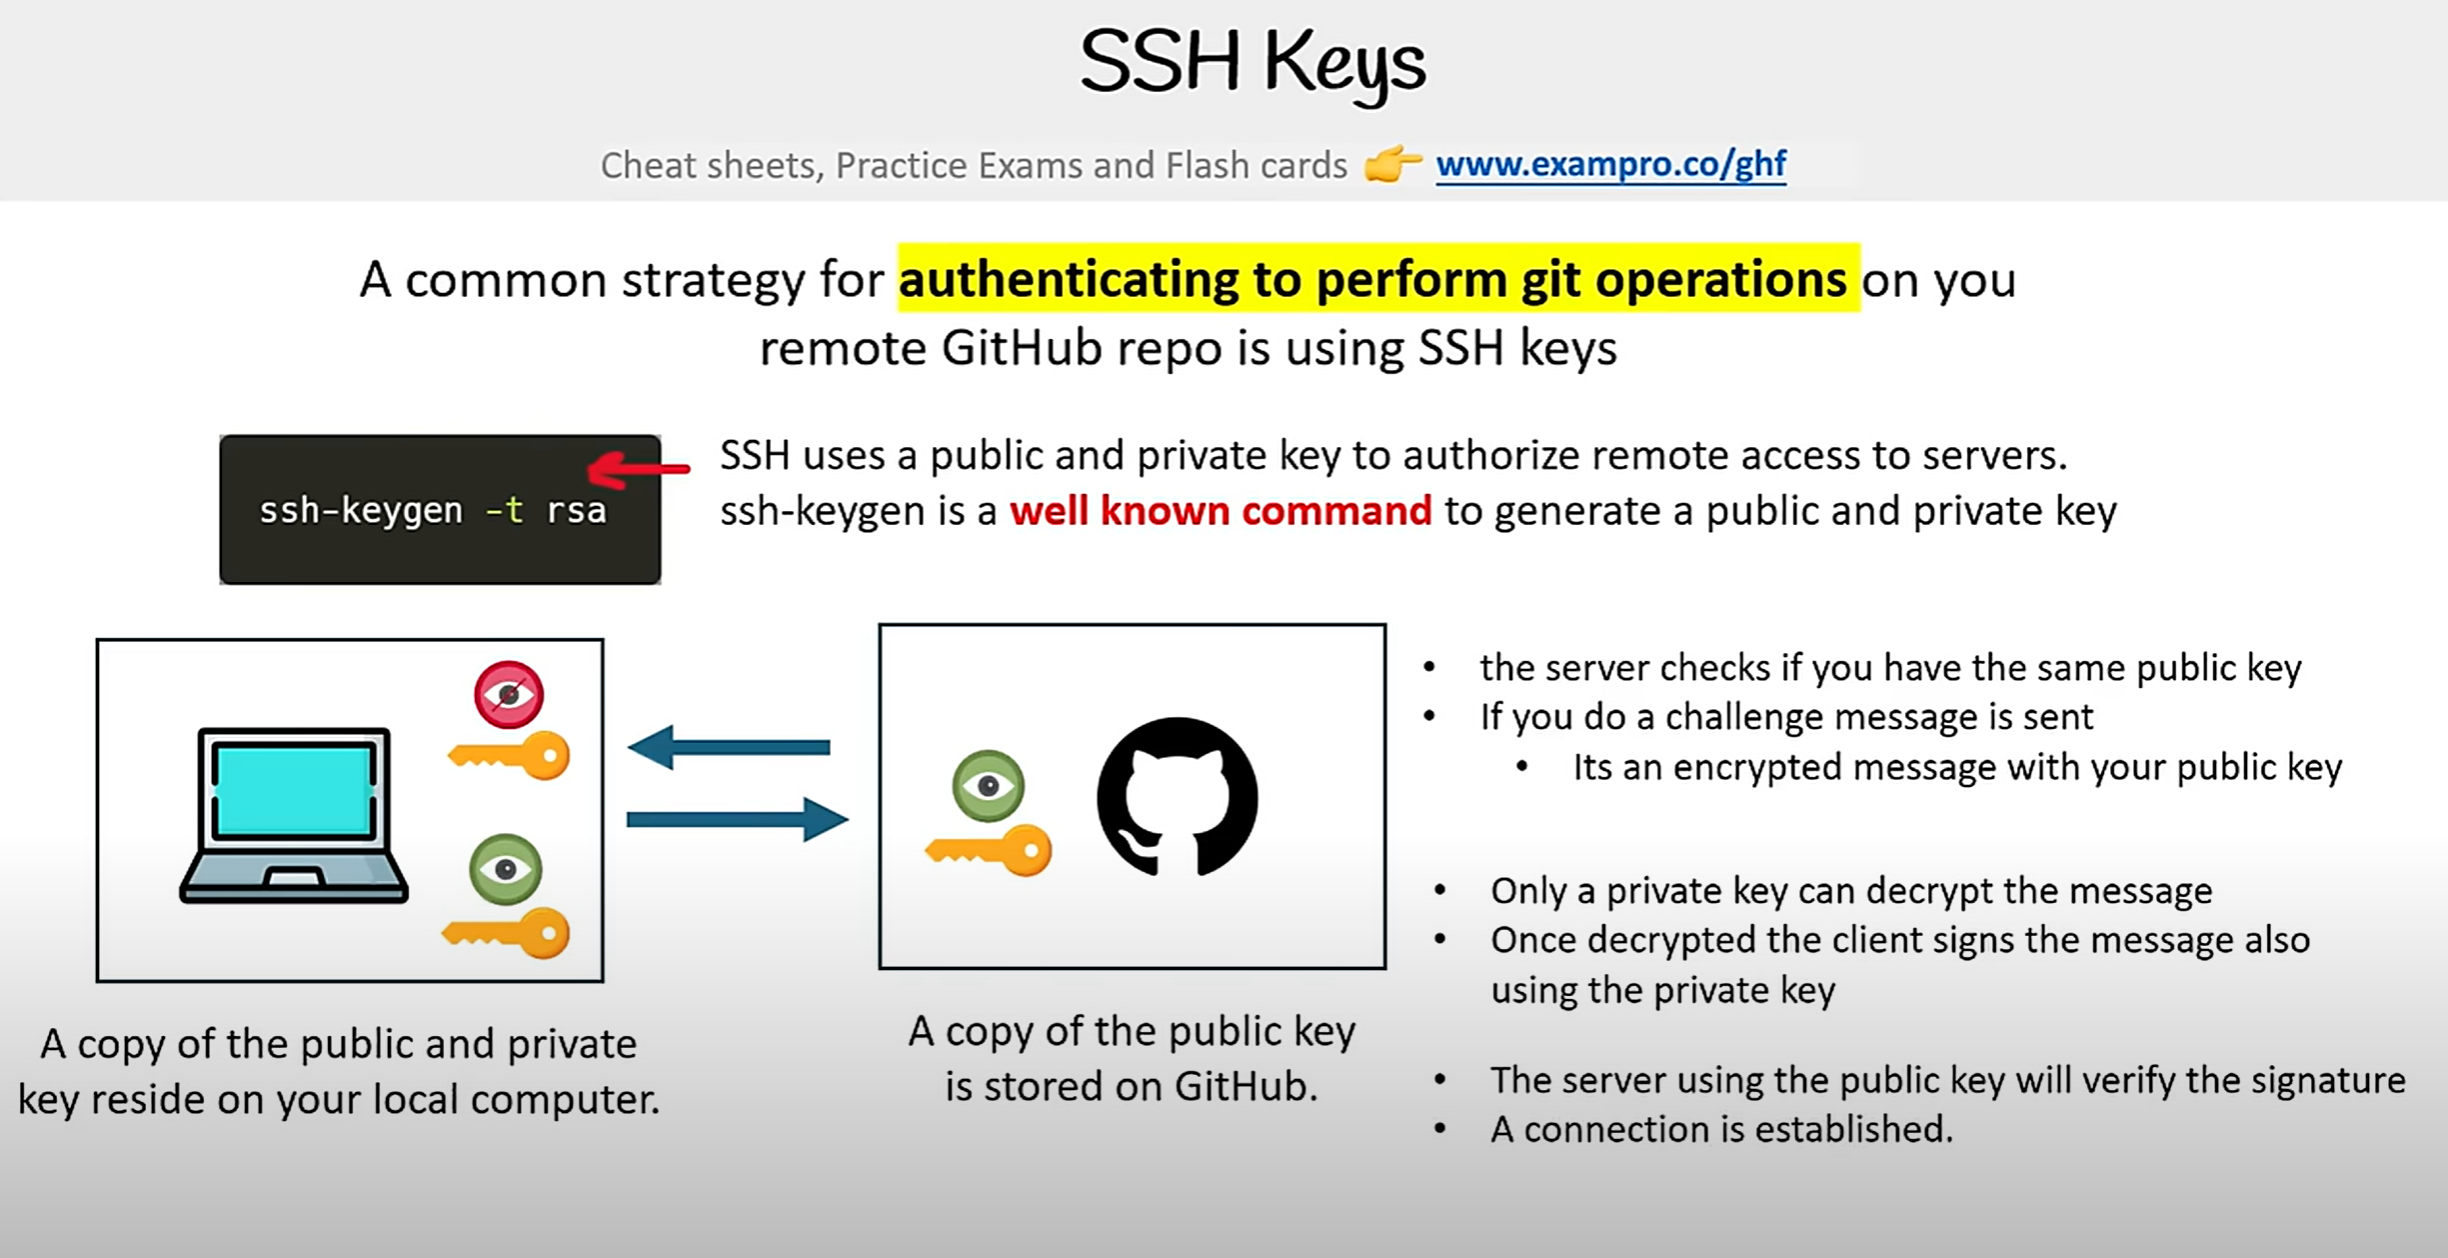 SSH Keys
Cheat sheets, Practice Exams and Flash cards 👉 www.exampro.co/ghf
A common strategy for authenticating to perform git operations on you
remote GitHub repo is using SSH keys
ssh-keygen -t rsa
SSH uses a public and private key to authorize remote access to servers.
ssh-keygen is a well known command to generate a public and private key
A copy of the public and private
key reside on your local computer.
A copy of the public key
is stored on GitHub.
• the server checks if you have the same public key
• If you do a challenge message is sent
• Its an encrypted message with your public key
• Only a private key can decrypt the message
• Once decrypted the client signs the message also
using the private key
• The server using the public key will verify the signature
• A connection is established.